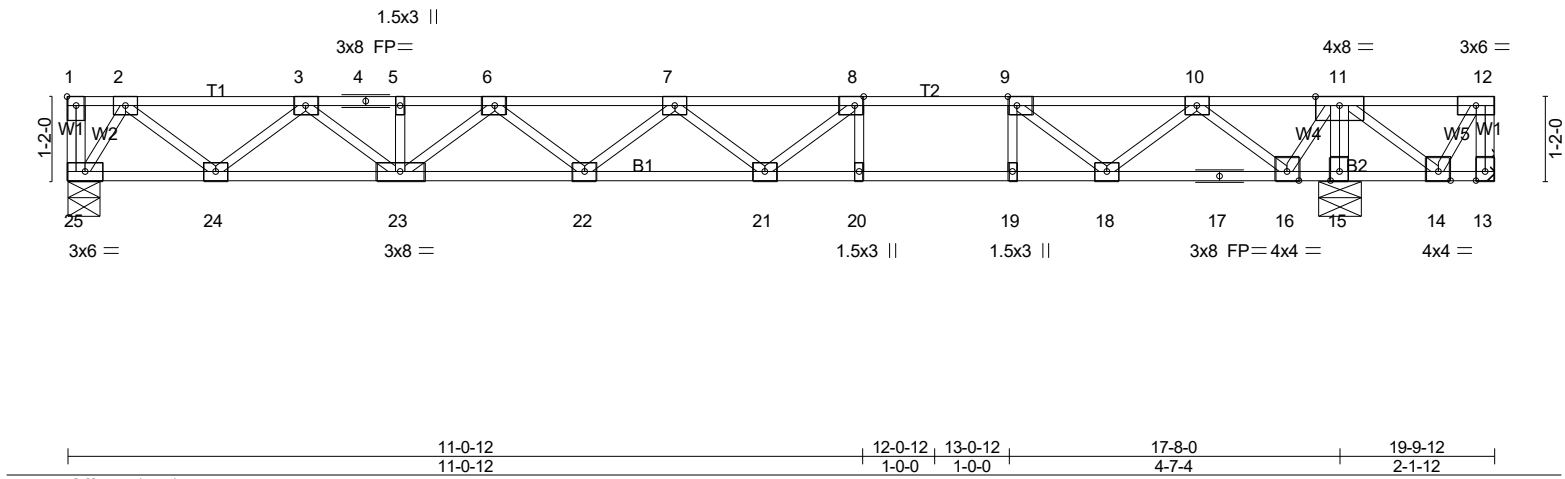 1.5x3 ||
3x8 FP= 4x8 = 3x6 =
1 2 3 4 5 6 7 8 9 10 11 12
T1 T2
1-2-0 W1 W2 W4 W5 W1 1-2-0
B1 B2
25 24 23 22 21 20 19 18 17 16 15 14 13
3x6 = 3x8 = 1.5x3 || 1.5x3 || 3x8 FP= 4x4 = 4x4 =
11-0-12 12-0-12 13-0-12 17-8-0 19-9-12
11-0-12 1-0-0 1-0-0 4-7-4 2-1-12